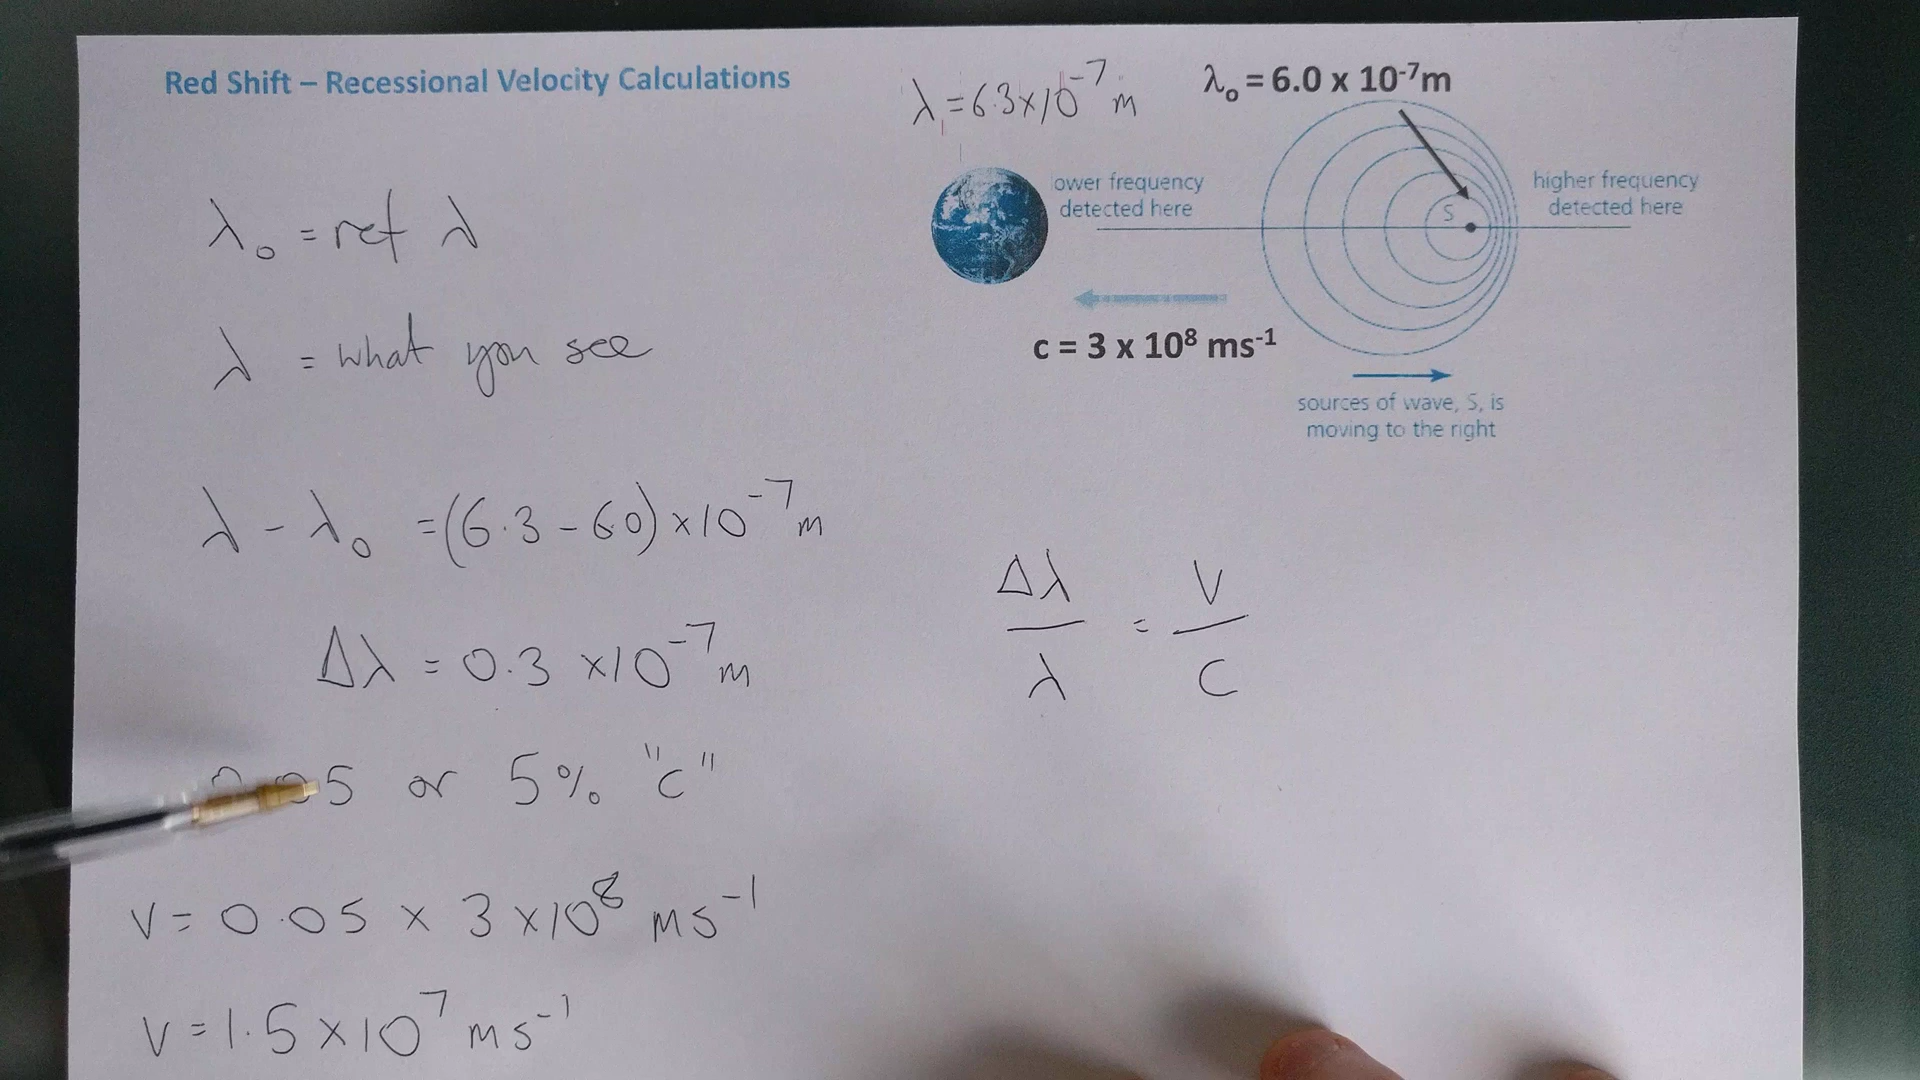 Red Shift – Recessional Velocity Calculations
λ = 6.3 x 10⁻⁷ m
λ₀ = 6.0 x 10⁻⁷m
ower frequency
detected here
S
higher frequency
detected here
c = 3 x 10⁸ ms⁻¹
sources of wave, S, is
moving to the right
λ₀ = ref λ
λ = what you see
λ - λ₀ = (6.3 - 60) x 10⁻⁷ m
Δλ = 0.3 x 10⁻⁷ m
Δλ/λ = V/C
05 or 5% "c"
V = 0.05 x 3 x 10⁸ ms⁻¹
V = 1.5 x 10⁷ ms⁻¹